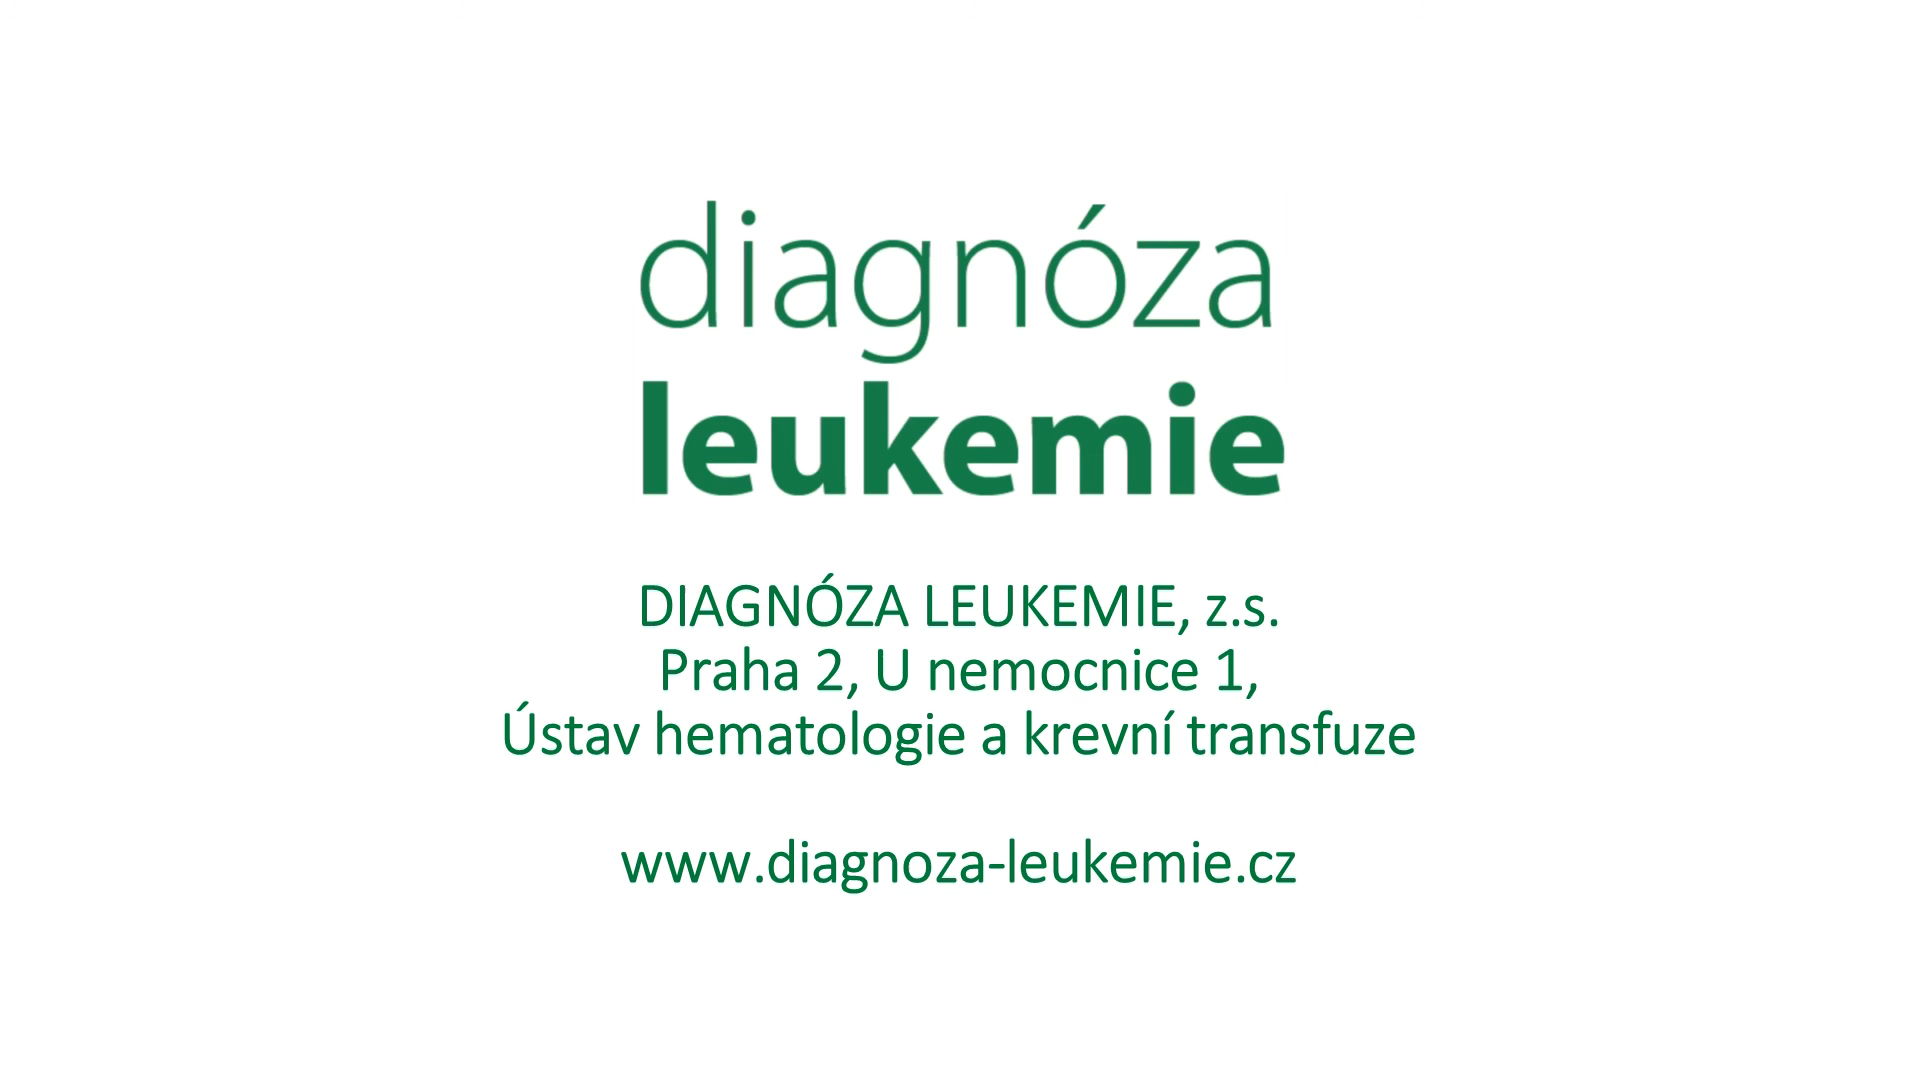 diagnóza
leukemie
DIAGNÓZA LEUKEMIE, z.s.
Praha 2, U nemocnice 1,
Ústav hematologie a krevní transfuze
www.diagnoza-leukemie.cz